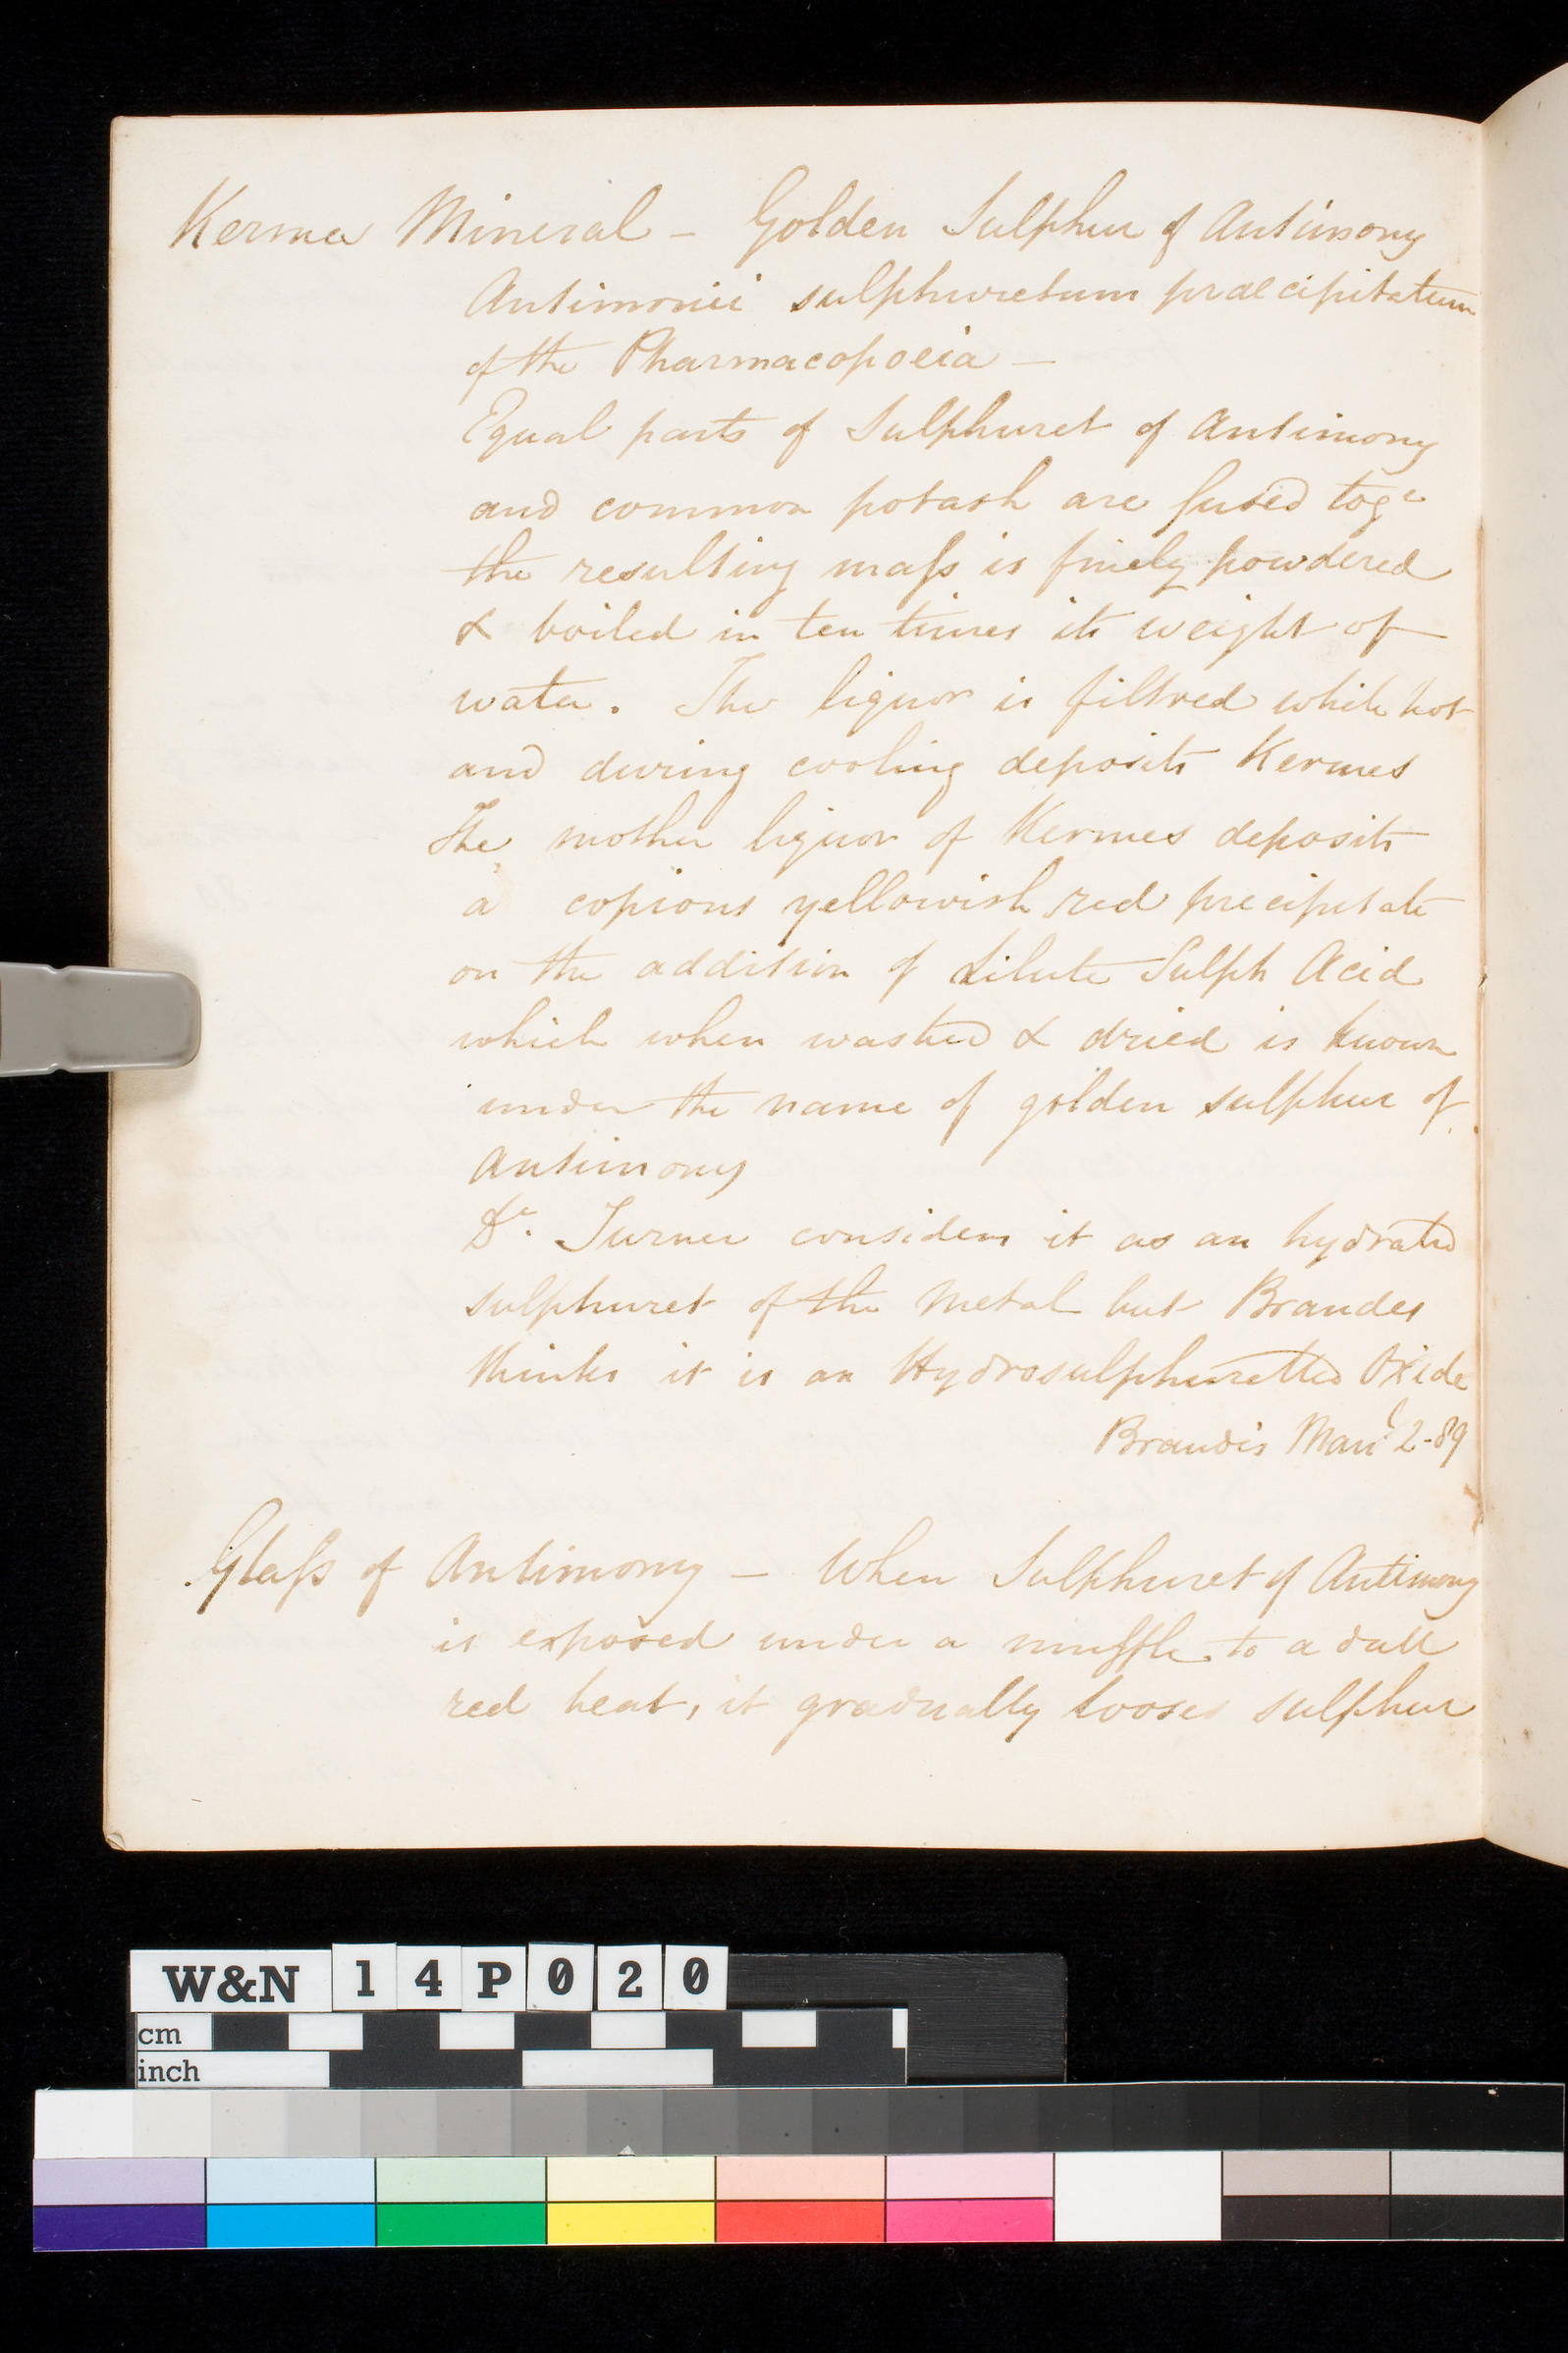 Kerma Mineral – Golden Sulphur of Antimony
Antimonii sulphuretum præcipitatum
of the Pharmacopoeia –
Equal parts of Sulphuret of Antimony
and common potash are fused togr
the resulting mass is finely powdered
& boiled in ten times its weight of
water. The liquor is filtred while hot
and during cooling deposits Kermes
The mother liquor of Kermes deposits
a copious yellowish red precipitate
on the addition of dilute Sulph Acid
which when washed & dried is known
under the name of golden sulphur of
Antimony
Dr. Turner considers it as an hydrated
sulphuret of the metal but Brandes
thinks it is an Hydrosulphuretted Oxide
Brandis Manl 2-89
Glass of Antimony – When Sulphuret of Antimony
is exposed under a muffle to a dull
red heat, it gradually looses sulphur
W&N 14P020
cm
inch